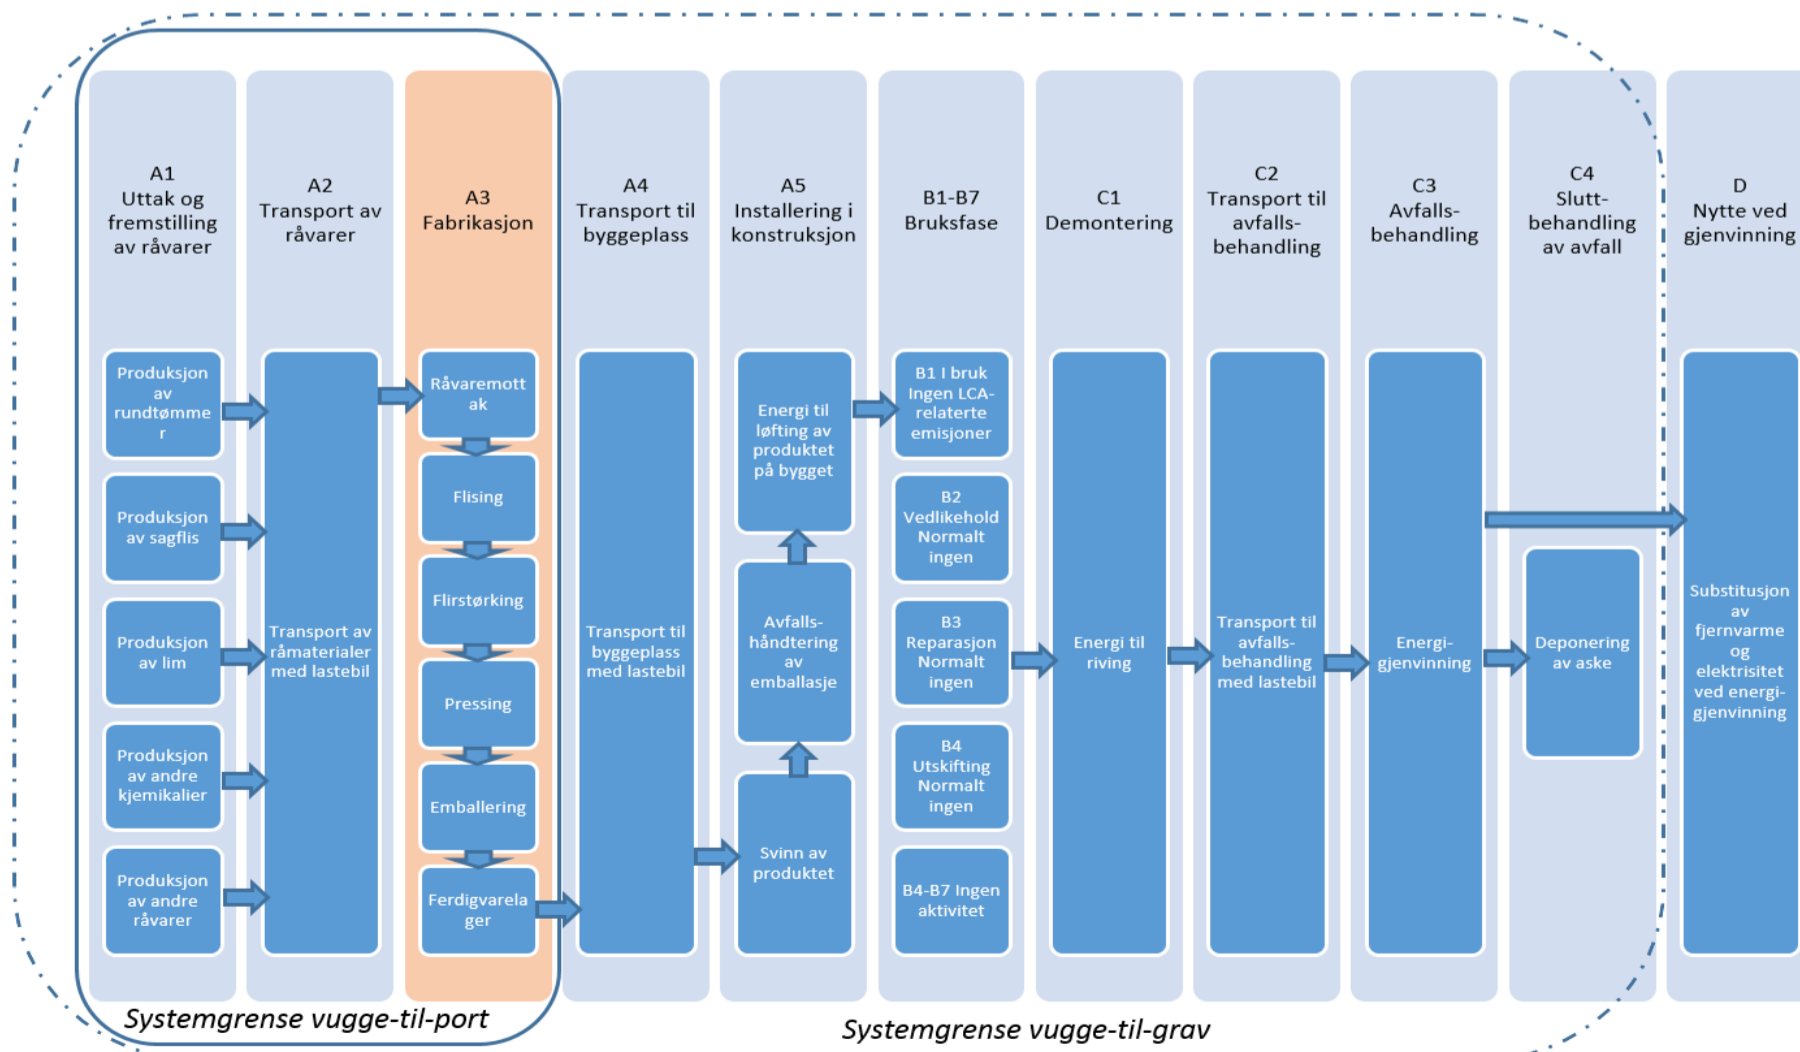 A1
Uttak og
fremstilling
av råvarer
A2
Transport av
råvarer
A3
Fabrikasjon
A4
Transport til
byggeplass
A5
Installering i
konstruksjon
B1-B7
Bruksfase
C1
Demontering
C2
Transport til
avfalls-
behandling
C3
Avfalls-
behandling
C4
Slutt-
behandling
av avfall
D
Nytte ved
gjenvinning
Produksjon
av
rundtømme
r
Produksjon
av sagflis
Produksjon
av lim
Produksjon
av andre
kjemikalier
Produksjon
av andre
råvarer
Transport av
råmaterialer
med lastebil
Råvaremott
ak
Flising
Flirstørking
Pressing
Emballering
Ferdigvarela
ger
Transport til
byggeplass
med lastebil
Energi til
løfting av
produktet
på bygget
Avfalls-
håndtering
av
emballasje
Svinn av
produktet
B1 I bruk
Ingen LCA-
relaterte
emisjoner
B2
Vedlikehold
Normalt
ingen
B3
Reparasjon
Normalt
ingen
B4
Utskifting
Normalt
ingen
B4-B7 Ingen
aktivitet
Energi til
riving
Transport til
avfalls-
behandling
med lastebil
Energi-
gjenvinning
Deponering
av aske
Substitusjon
av
fjernvarme
og
elektrisitet
ved energi-
gjenvinning
Systemgrense vugge-til-port
Systemgrense vugge-til-grav